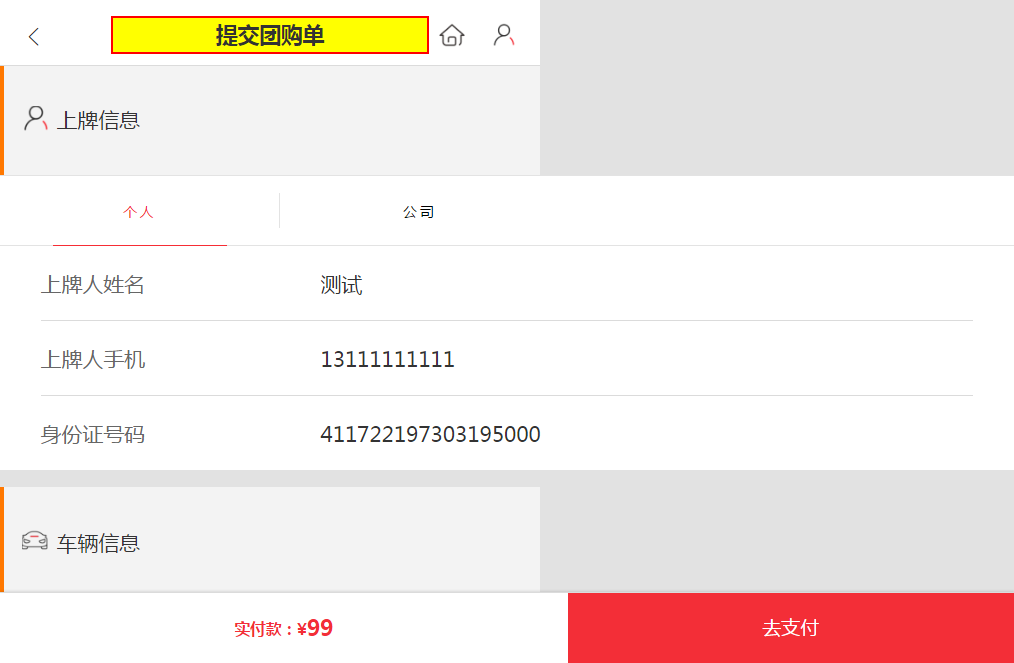 提交团购单
上牌信息
个人
公司
上牌人姓名
测试
上牌人手机
13111111111
身份证号码
411722197303195000
车辆信息
实付款：¥99
去支付